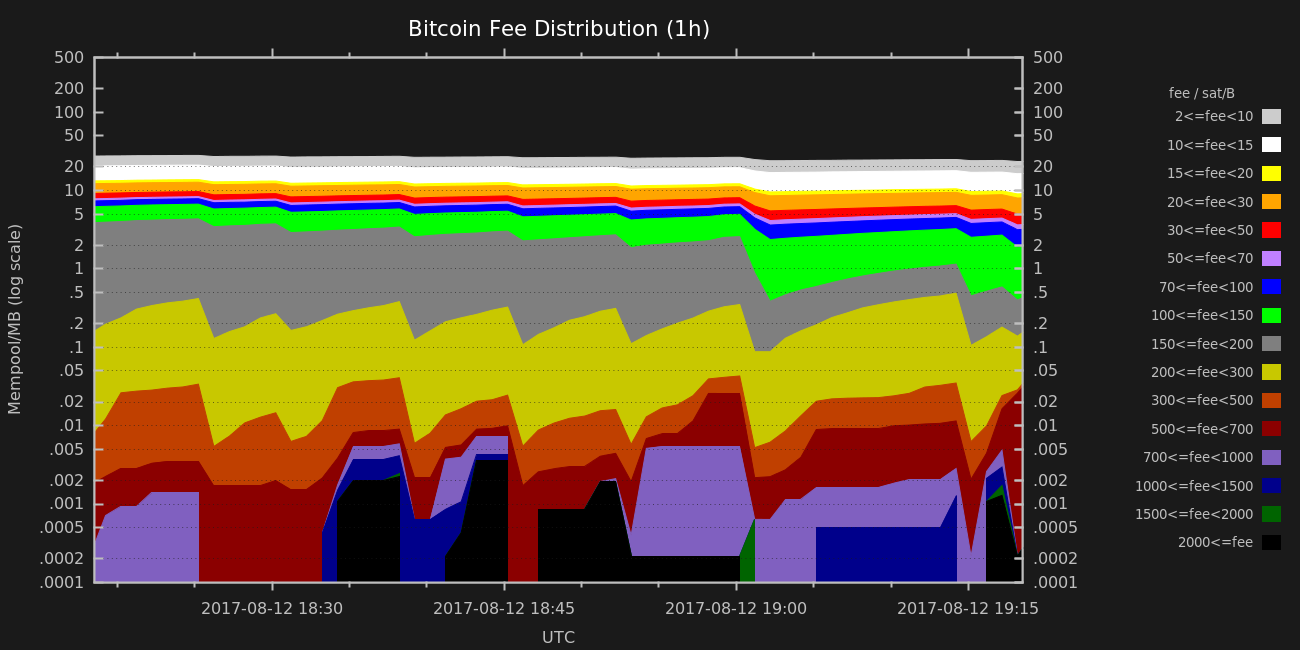 Bitcoin Fee Distribution (1h)
500 500
200 200
100 100
50 50
20 20
10 10
5 5
2 2
1 1
.5 .5
.2 .2
.1 .1
.05 .05
.02 .02
.01 .01
.005 .005
.002 .002
.001 .001
.0005 .0005
.0002 .0002
.0001 .0001
Mempool/MB (log scale)
2017-08-12 18:30 2017-08-12 18:45 2017-08-12 19:00 2017-08-12 19:15
UTC
fee / sat/B
2<=fee<10
10<=fee<15
15<=fee<20
20<=fee<30
30<=fee<50
50<=fee<70
70<=fee<100
100<=fee<150
150<=fee<200
200<=fee<300
300<=fee<500
500<=fee<700
700<=fee<1000
1000<=fee<1500
1500<=fee<2000
2000<=fee